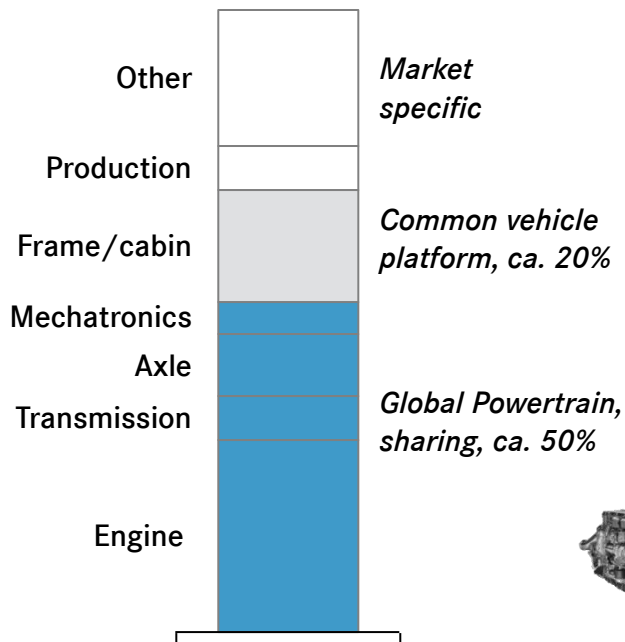 Other
Market
specific
Production
Frame/cabin
Common vehicle
platform, ca. 20%
Mechatronics
Axle
Transmission
Global Powertrain,
sharing, ca. 50%
Engine